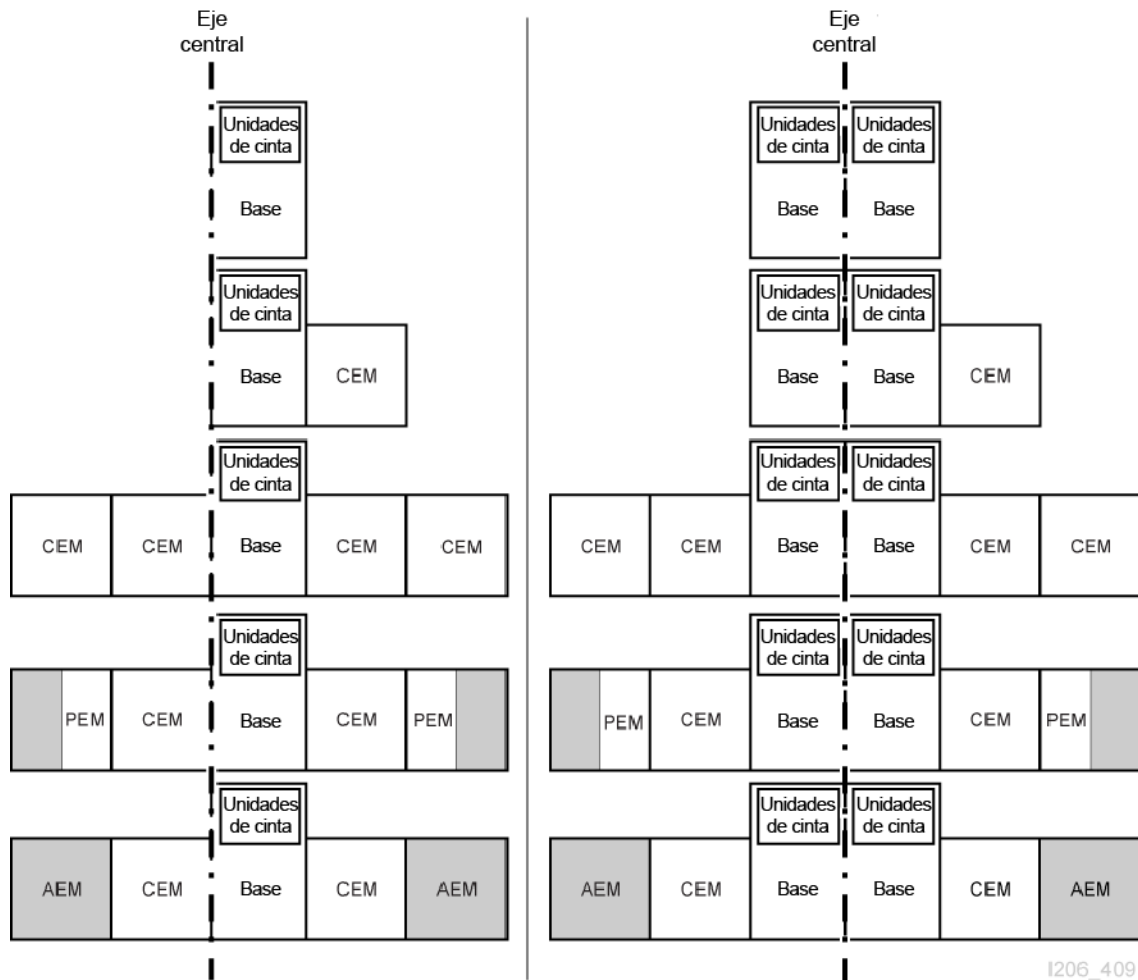 Eje
central
Unidades
de cinta
Base
Unidades
de cinta
Base
CEM
Unidades
de cinta
CEM
CEM
Base
CEM
CEM
Unidades
de cinta
PEM
CEM
Base
CEM
PEM
Unidades
de cinta
AEM
CEM
Base
CEM
AEM
Eje
central
Unidades
de cinta
Unidades
de cinta
Base
Base
Unidades
de cinta
Unidades
de cinta
Base
Base
CEM
Unidades
de cinta
Unidades
de cinta
CEM
CEM
Base
Base
CEM
CEM
Unidades
de cinta
Unidades
de cinta
PEM
CEM
Base
Base
CEM
PEM
Unidades
de cinta
Unidades
de cinta
AEM
CEM
Base
Base
CEM
AEM
l206_409